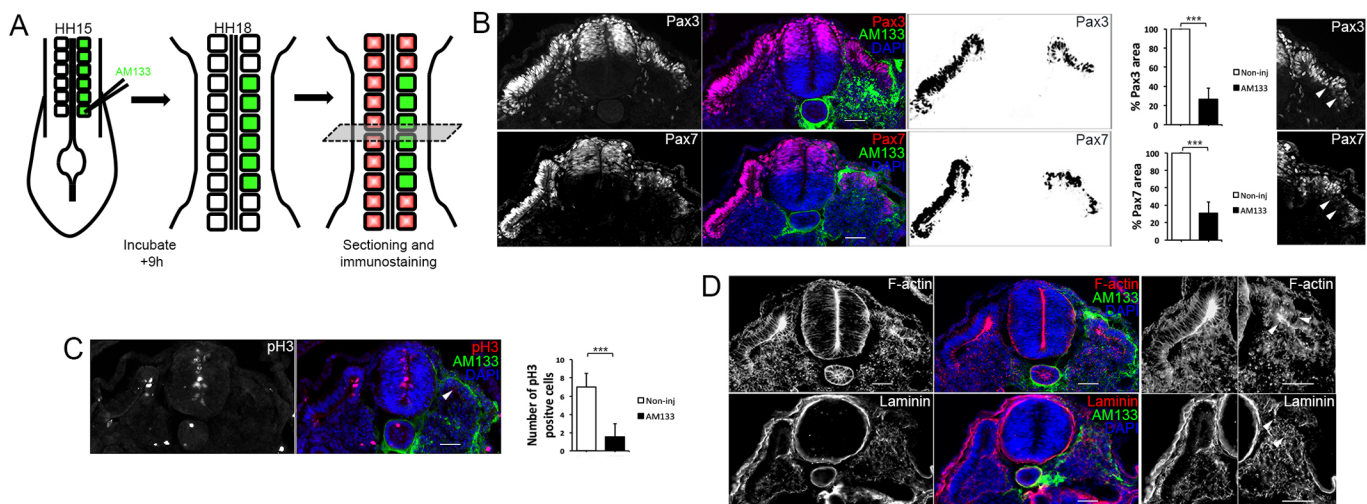 A
HH15
AM133
HH18
Incubate
+9h
Sectioning and
immunostaining
B
Pax3
Pax3
AM133
DAPI
Pax3
% Pax3 area
100
80
60
40
20
0
***
Non-inj
AM133
Pax3
Pax7
Pax7
AM133
DAPI
Pax7
% Pax7 area
100
80
60
40
20
0
***
Non-inj
AM133
Pax7
C
pH3
pH3
AM133
DAPI
Number of pH3
positve cells
10
8
6
4
2
0
***
Non-inj
AM133
D
F-actin
F-actin
AM133
DAPI
F-actin
Laminin
Laminin
AM133
DAPI
Laminin